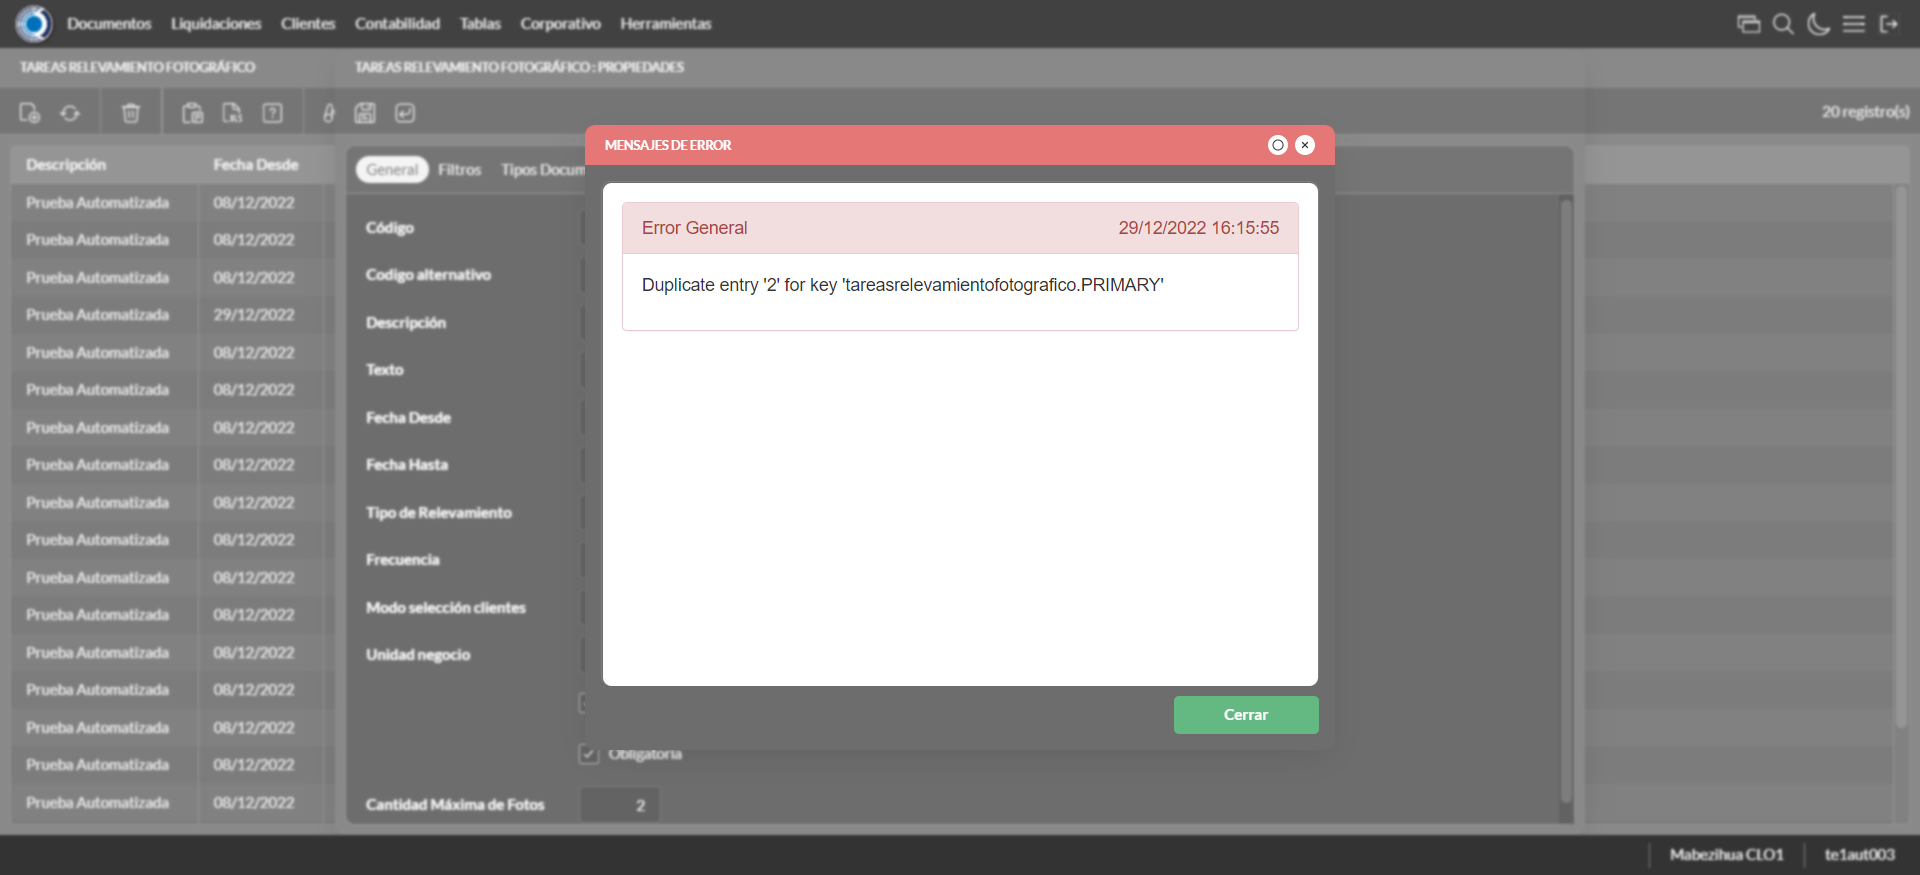 Documentos Liquidaciones Clientes Contabilidad Tablas Corporativo Herramientas
TAREAS RELEVAMIENTO FOTOGRÁFICO
TAREAS RELEVAMIENTO FOTOGRÁFICO : PROPIEDADES
20 registro(s)
Descripción Fecha Desde
Prueba Automatizada 08/12/2022
Prueba Automatizada 08/12/2022
Prueba Automatizada 08/12/2022
Prueba Automatizada 29/12/2022
Prueba Automatizada 08/12/2022
Prueba Automatizada 08/12/2022
Prueba Automatizada 08/12/2022
Prueba Automatizada 08/12/2022
Prueba Automatizada 08/12/2022
Prueba Automatizada 08/12/2022
Prueba Automatizada 08/12/2022
Prueba Automatizada 08/12/2022
Prueba Automatizada 08/12/2022
Prueba Automatizada 08/12/2022
Prueba Automatizada 08/12/2022
Prueba Automatizada 08/12/2022
Prueba Automatizada 08/12/2022
General Filtros Tipos Docum
Código
Codigo alternativo
Descripción
Texto
Fecha Desde
Fecha Hasta
Tipo de Relevamiento
Frecuencia
Modo selección clientes
Unidad negocio
Obligatoria
Cantidad Máxima de Fotos 2
MENSAJES DE ERROR
Error General 29/12/2022 16:15:55
Duplicate entry '2' for key 'tareasrelevamientofotografico.PRIMARY'
Cerrar
Mabezihua CLO1 te1aut003